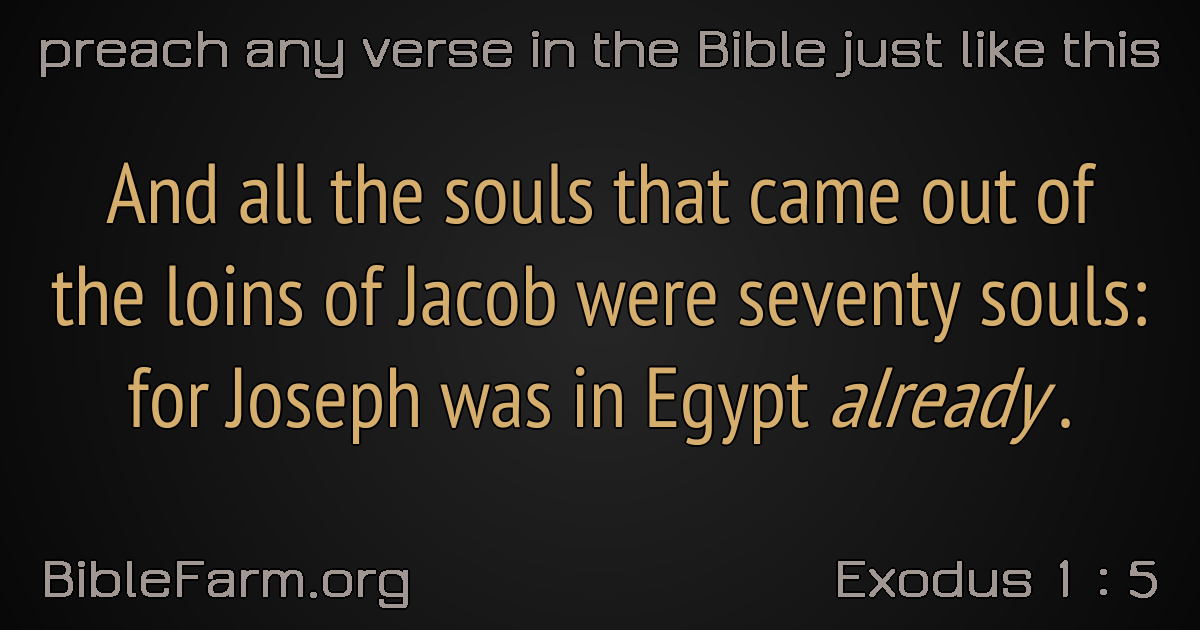 preach any verse in the Bible just like this
And all the souls that came out of
the loins of Jacob were seventy souls:
for Joseph was in Egypt already .
BibleFarm.org
Exodus 1 : 5